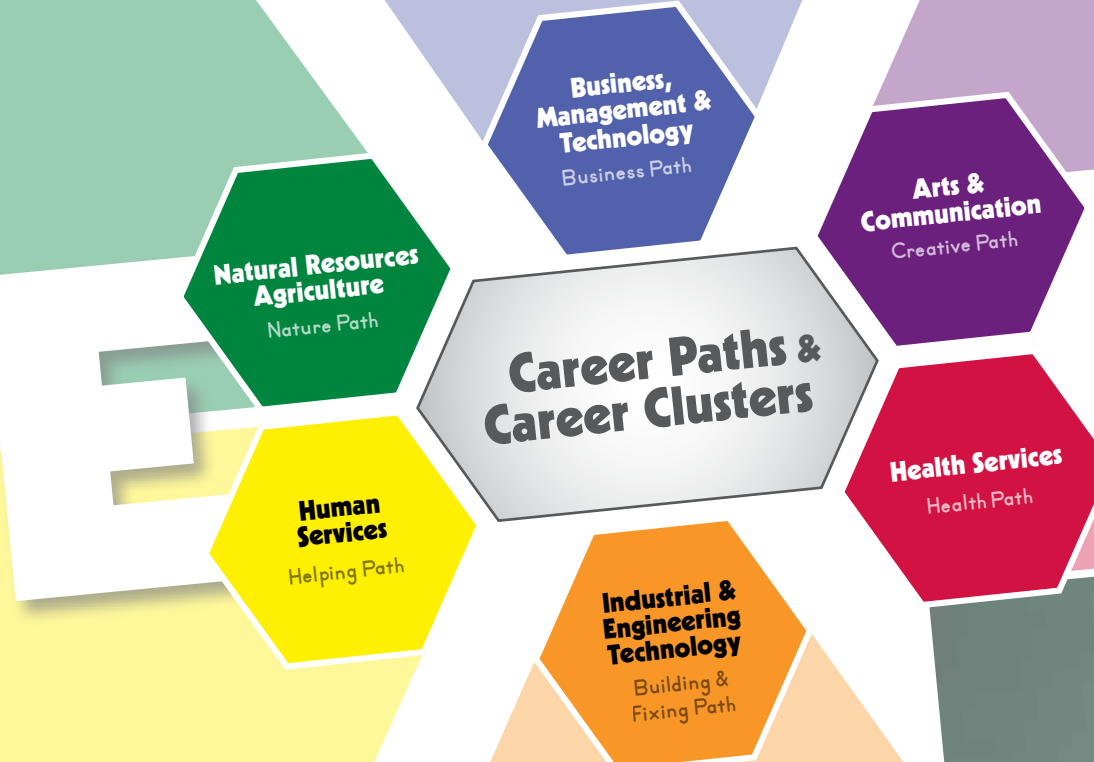 Business,
Management &
Technology
Business Path
Arts &
Communication
Creative Path
Natural Resources
Agriculture
Nature Path
Career Paths &
Career Clusters
Health Services
Health Path
Human
Services
Helping Path
Industrial &
Engineering
Technology
Building &
Fixing Path
E